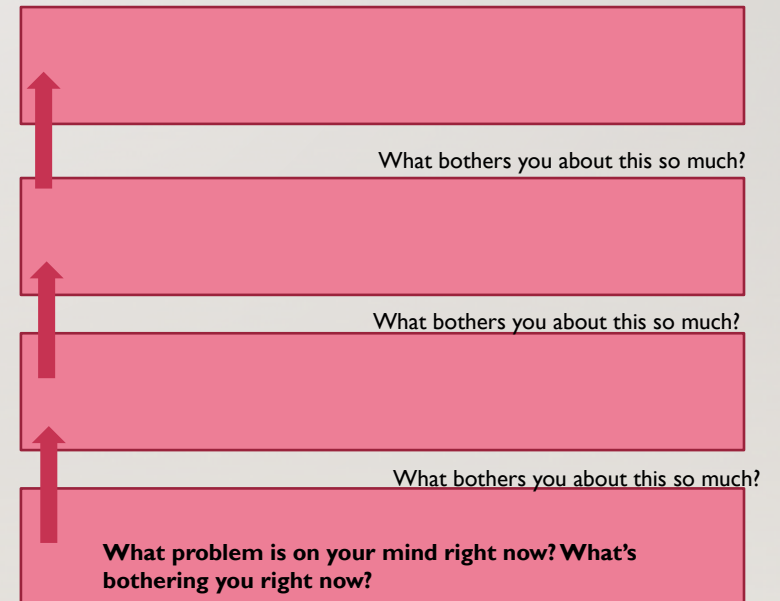 What bothers you about this so much?
What bothers you about this so much?
What bothers you about this so much?
What problem is on your mind right now? What's
bothering you right now?